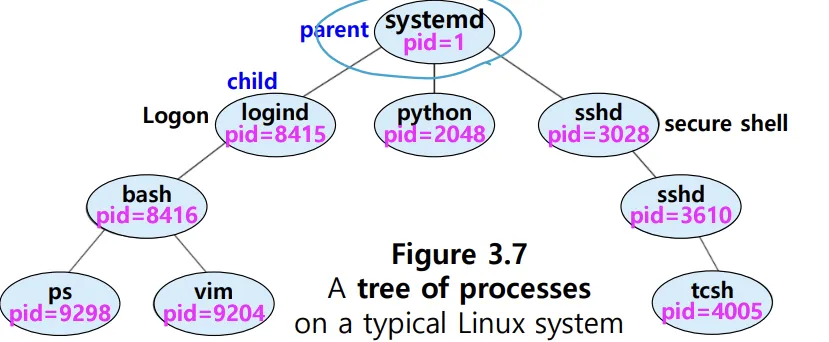 parent
systemd
pid=1
child
Logon
logind
pid=8415
python
pid=2048
sshd
pid=3028
secure shell
bash
pid=8416
sshd
pid=3610
ps
pid=9298
vim
pid=9204
tcsh
pid=4005
Figure 3.7
A tree of processes
on a typical Linux system